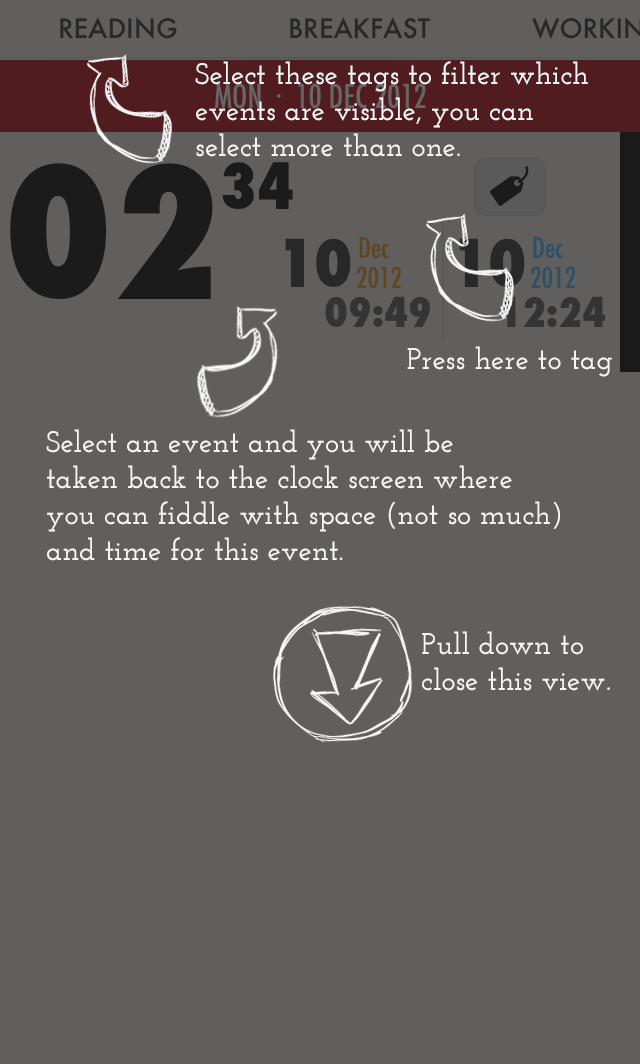 READING BREAKFAST WORKIN
Select these tags to filter which
MON · 10 DEC 2012
events are visible, you can
select more than one.
02 34
10 Dec 2012 09:49
10 Dec 2012 12:24
Press here to tag
Select an event and you will be
taken back to the clock screen where
you can fiddle with space (not so much)
and time for this event.
Pull down to
close this view.